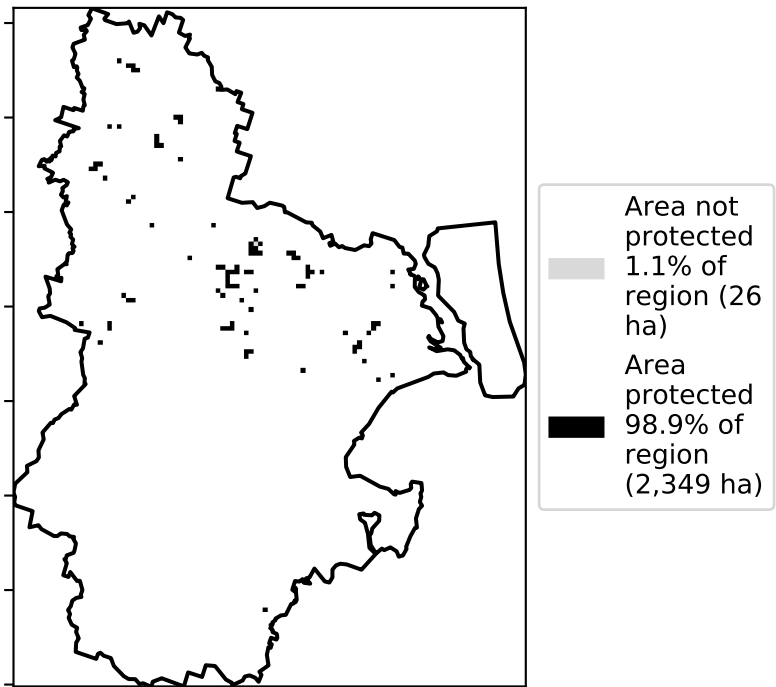 Area not
protected
1.1% of
region (26
ha)
Area
protected
98.9% of
region
(2,349 ha)